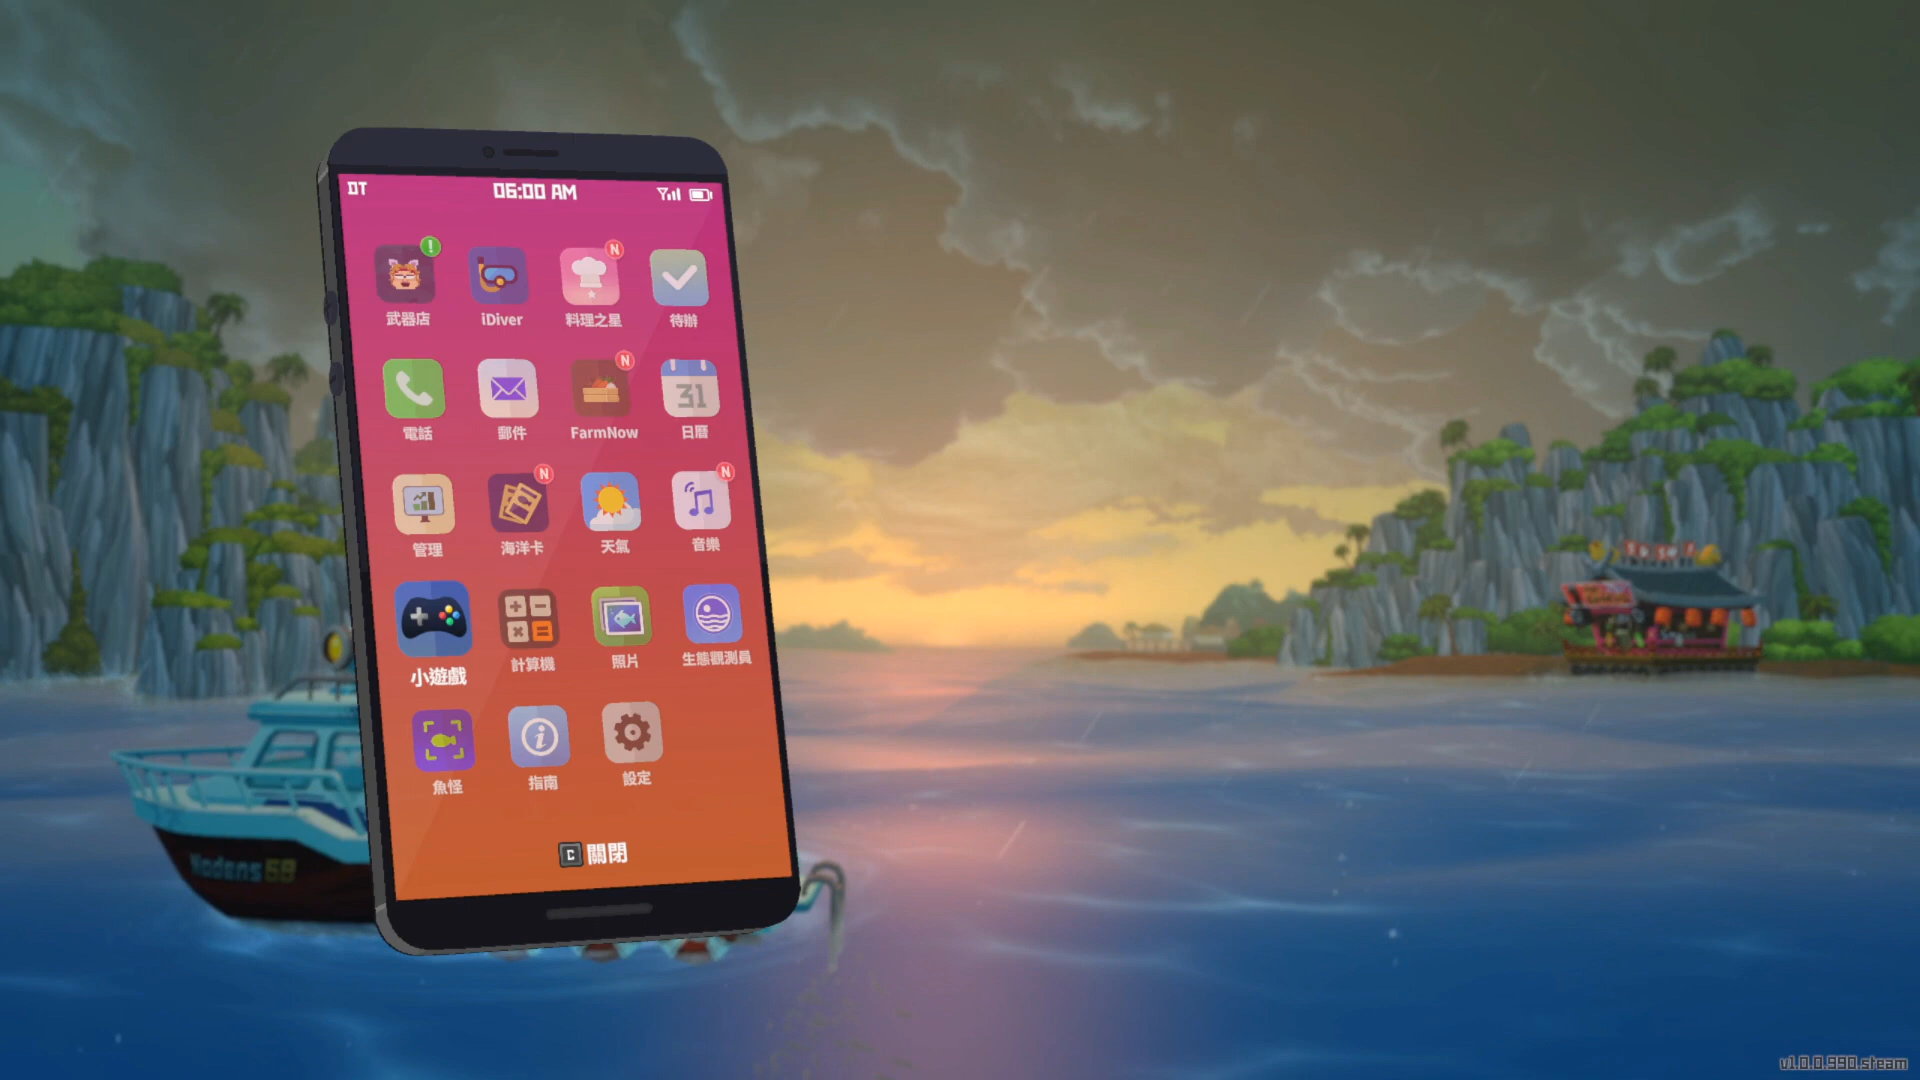 DT 06:00 AM
武器店 iDiver N 料理之星 待辦
電話 郵件 N FarmNow 31 日曆
管理 N 海洋卡 天氣 N 音樂
小遊戲 計算機 照片 生態觀測員
魚怪 指南 設定
C 關閉
Nodens68
v1.0.0.990.steam